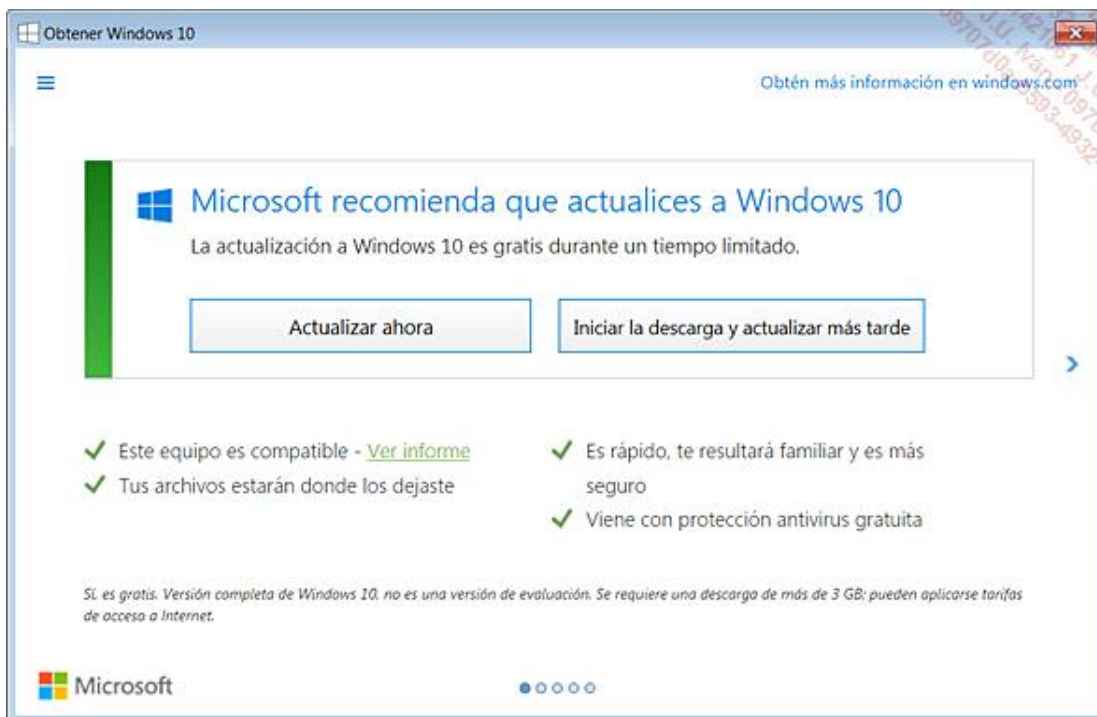 Obtener Windows 10
Obtén más información en windows.com
Microsoft recomienda que actualices a Windows 10
La actualización a Windows 10 es gratis durante un tiempo limitado.
Actualizar ahora
Iniciar la descarga y actualizar más tarde
Este equipo es compatible - Ver informe
Tus archivos estarán donde los dejaste
Es rápido, te resultará familiar y es más
seguro
Viene con protección antivirus gratuita
Sí, es gratis. Versión completa de Windows 10, no es una versión de evaluación. Se requiere una descarga de más de 3 GB; pueden aplicarse tarifas
de acceso a Internet.
Microsoft